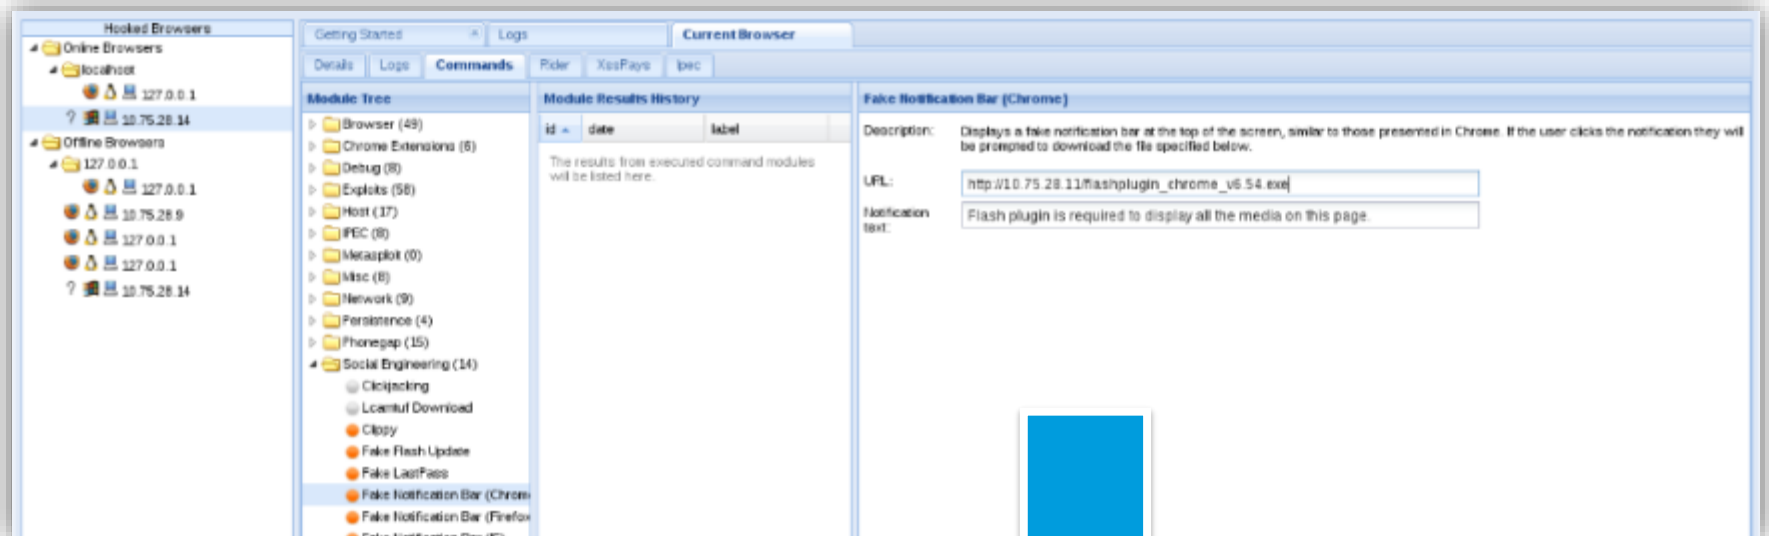 Hooked Browsers
Online Browsers
localhost
127.0.0.1
? 10.75.28.14
Offline Browsers
127.0.0.1
127.0.0.1
10.75.28.9
127.0.0.1
127.0.0.1
? 10.75.28.14
Getting Started
Logs
Current Browser
Details
Logs
Commands
Rider
XssRays
Ipec
Module Tree
Browser (49)
Chrome Extensions (6)
Debug (8)
Exploits (58)
Host (17)
IPEC (8)
Metasploit (0)
Misc (8)
Network (9)
Persistence (4)
Phonegap (15)
Social Engineering (14)
Clickjacking
Lcamtuf Download
Clippy
Fake Flash Update
Fake LastPass
Fake Notification Bar (Chrom
Fake Notification Bar (Firefox
Module Results History
id date label
The results from executed command modules
will be listed here.
Fake Notification Bar (Chrome)
Description: Displays a fake notification bar at the top of the screen, similar to those presented in Chrome. If the user clicks the notification they will
be prompted to download the file specified below.
URL: http://10.75.28.11/flashplugin_chrome_v6.54.exe
Notification
text:
Flash plugin is required to display all the media on this page.